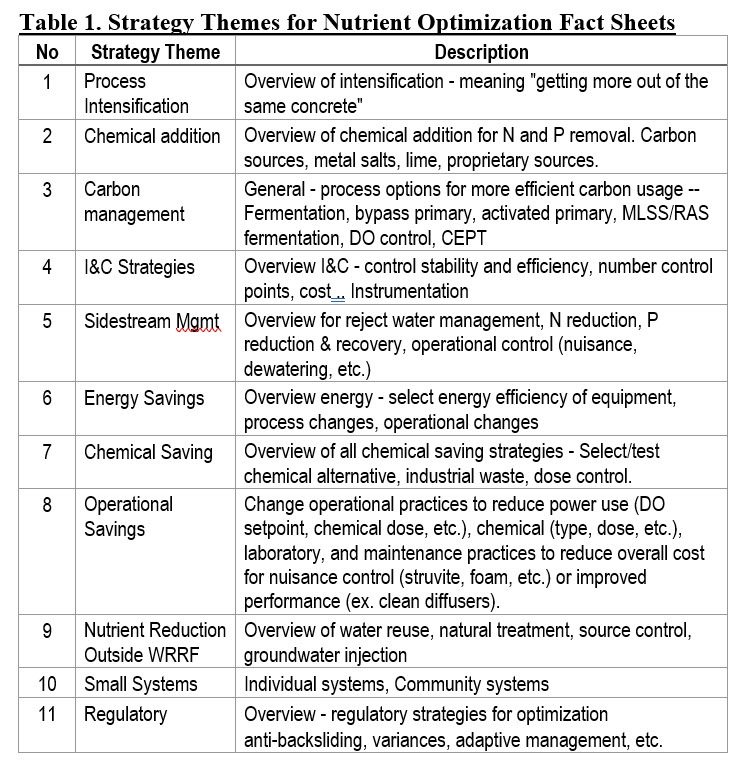 Table 1. Strategy Themes for Nutrient Optimization Fact Sheets
No Strategy Theme Description
1 Process Overview of intensification - meaning "getting more out of the
Intensification same concrete"
2 Chemical addition Overview of chemical addition for N and P removal. Carbon
sources, metal salts, lime, proprietary sources.
3 Carbon General - process options for more efficient carbon usage --
management Fermentation, bypass primary, activated primary, MLSS/RAS
fermentation, DO control, CEPT
4 I&C Strategies Overview I&C - control stability and efficiency, number control
points, cost .. Instrumentation
5 Sidestream Mgmt Overview for reject water management, N reduction, P
reduction & recovery, operational control (nuisance,
dewatering, etc.)
6 Energy Savings Overview energy - select energy efficiency of equipment,
process changes, operational changes
7 Chemical Saving Overview of all chemical saving strategies - Select/test
chemical alternative, industrial waste, dose control.
8 Operational Change operational practices to reduce power use (DO
Savings setpoint, chemical dose, etc.), chemical (type, dose, etc.),
laboratory, and maintenance practices to reduce overall cost
for nuisance control (struvite, foam, etc.) or improved
performance (ex. clean diffusers).
9 Nutrient Reduction Overview of water reuse, natural treatment, source control,
Outside WRRF groundwater injection
10 Small Systems Individual systems, Community systems
11 Regulatory Overview - regulatory strategies for optimization
anti-backsliding, variances, adaptive management, etc.